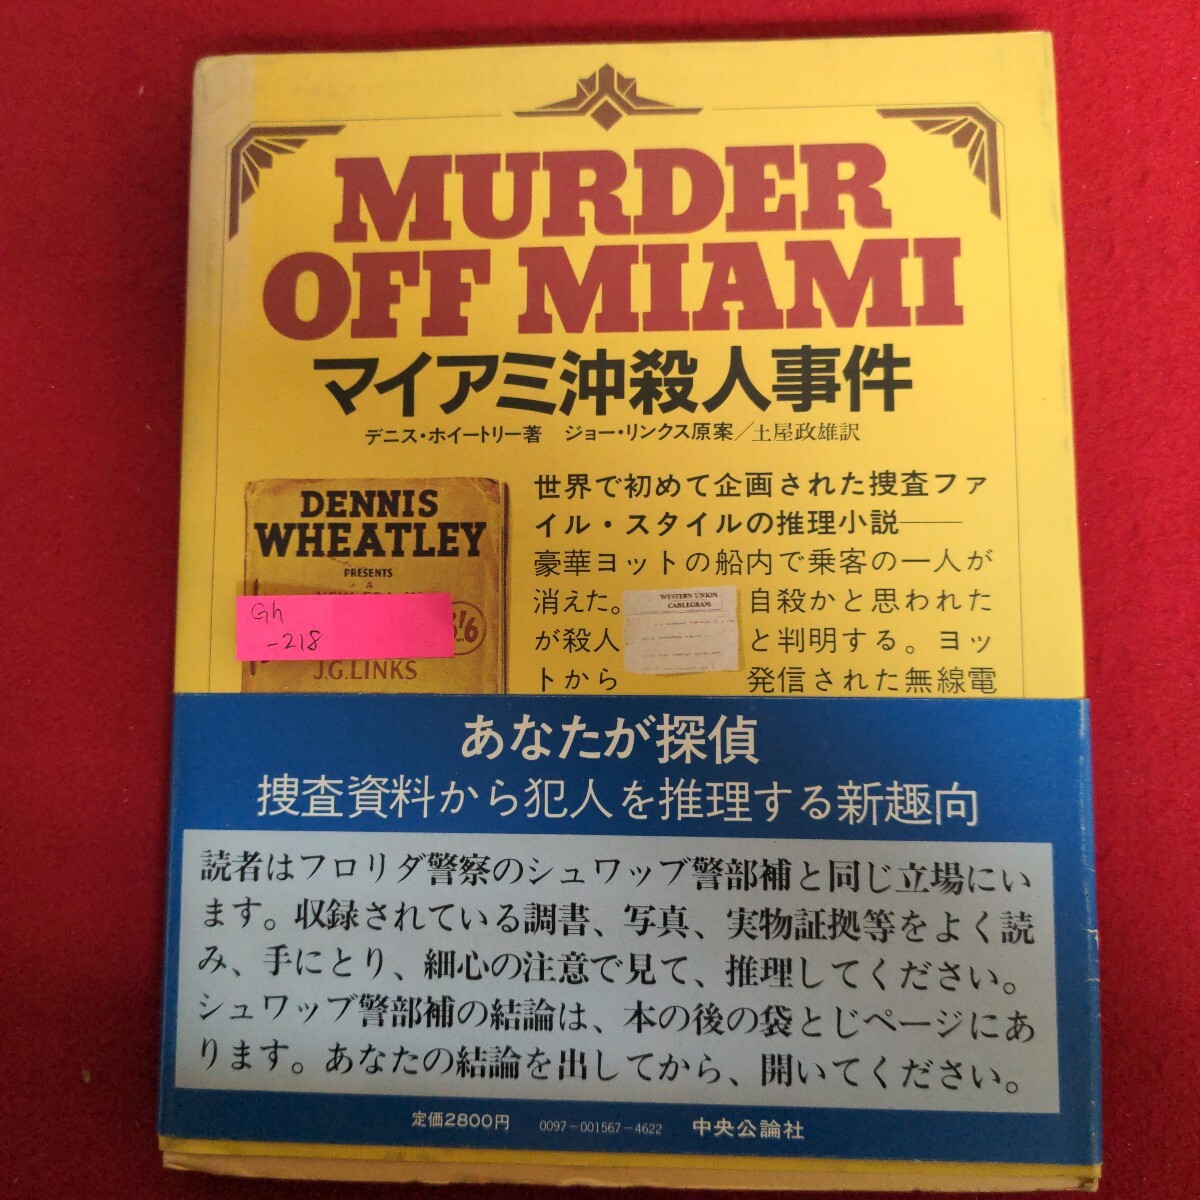 MURDER
OFF MIAMI
マイアミ沖殺人事件
デニス・ホイートリー著 ジョー・リンクス原案／土屋政雄訳
DENNIS
WHEATLEY
PRESENTS
A
Gh
-218
6
J.G.LINKS
世界で初めて企画された捜査ファ
イル・スタイルの推理小説──
豪華ヨットの船内で乗客の一人が
消えた。 WESTERN UNION CABLEGRAM 自殺かと思われた
が殺人 と判明する。ヨッ
トから 発信された無線電
あなたが探偵
捜査資料から犯人を推理する新趣向
読者はフロリダ警察のシュワップ警部補と同じ立場にい
ます。収録されている調書、写真、実物証拠等をよく読
み、手にとり、細心の注意で見て、推理してください。
シュワップ警部補の結論は、本の後の袋とじページにあ
ります。あなたの結論を出してから、開いてください。
定価2800円 0097-001567-4622 中央公論社